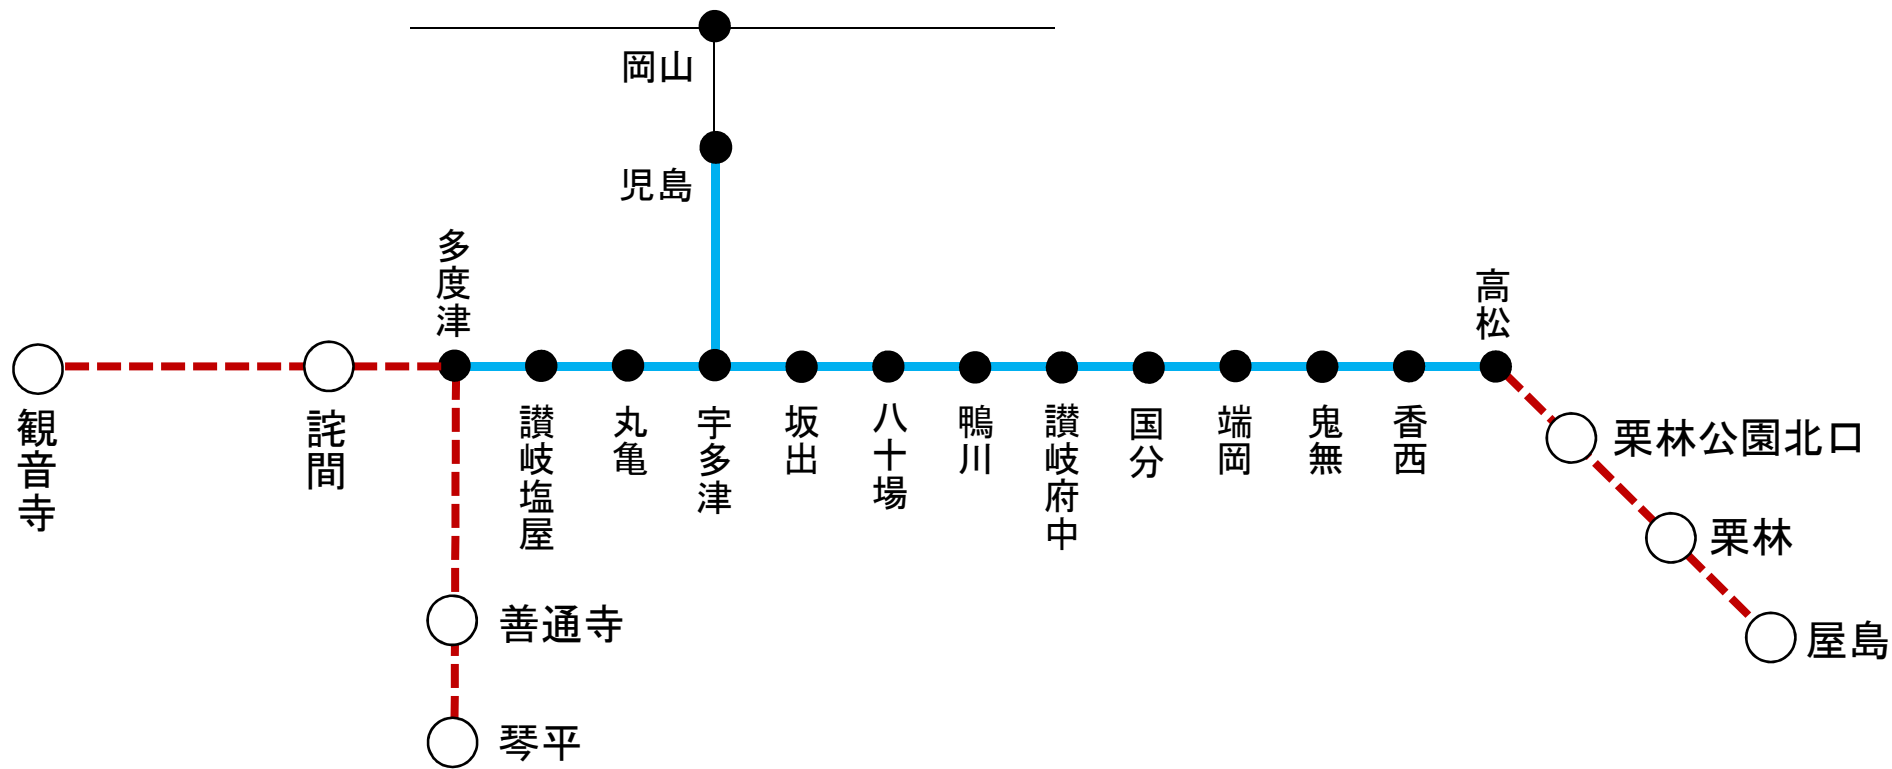 岡山
児島
多度津
高松
観音寺
詫間
讃岐塩屋
丸亀
宇多津
坂出
八十場
鴨川
讃岐府中
国分
端岡
鬼無
香西
栗林公園北口
栗林
屋島
善通寺
琴平